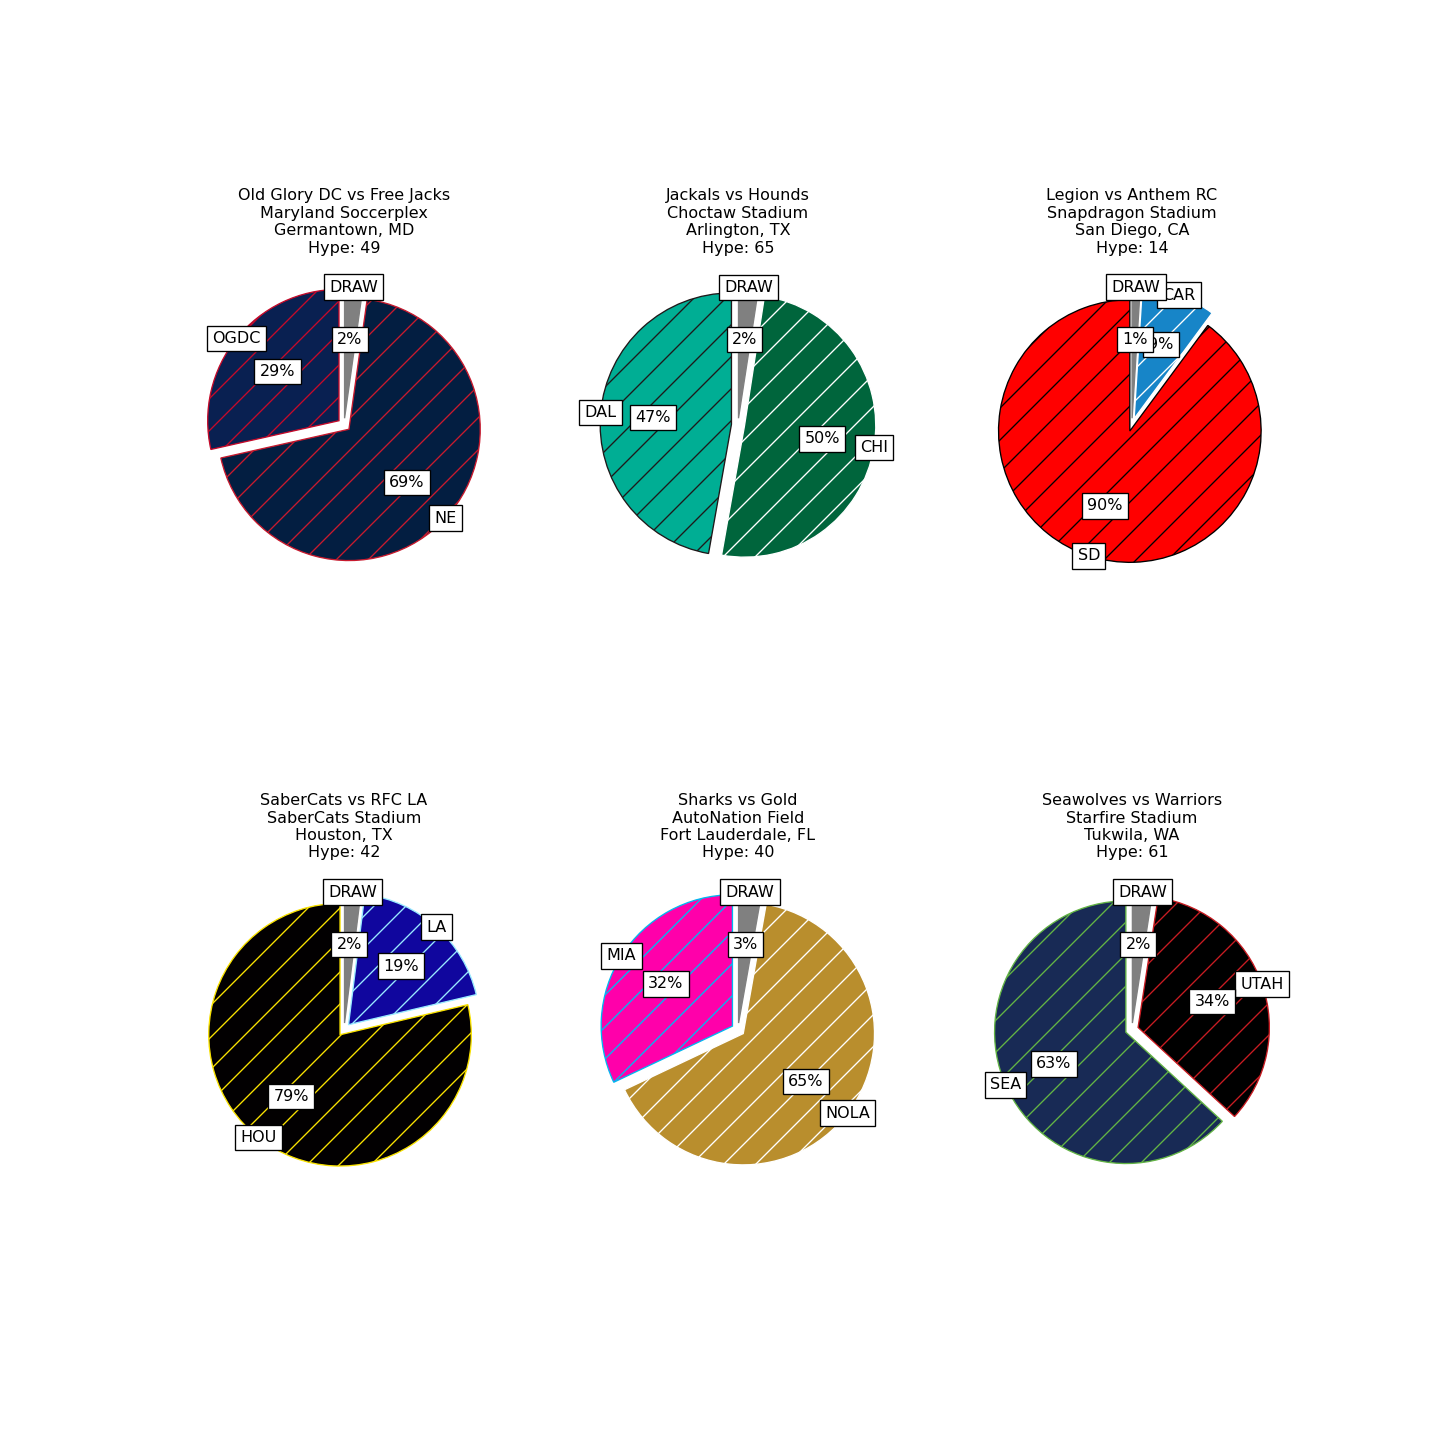 Old Glory DC vs Free Jacks
Maryland Soccerplex
Germantown, MD
Hype: 49
DRAW
OGDC
2%
29%
69%
NE
Jackals vs Hounds
Choctaw Stadium
Arlington, TX
Hype: 65
DRAW
2%
DAL
47%
50%
CHI
Legion vs Anthem RC
Snapdragon Stadium
San Diego, CA
Hype: 14
DRAW
CAR
1%
9%
90%
SD
SaberCats vs RFC LA
SaberCats Stadium
Houston, TX
Hype: 42
DRAW
LA
2%
19%
79%
HOU
Sharks vs Gold
AutoNation Field
Fort Lauderdale, FL
Hype: 40
DRAW
3%
MIA
32%
65%
NOLA
Seawolves vs Warriors
Starfire Stadium
Tukwila, WA
Hype: 61
DRAW
2%
UTAH
34%
63%
SEA